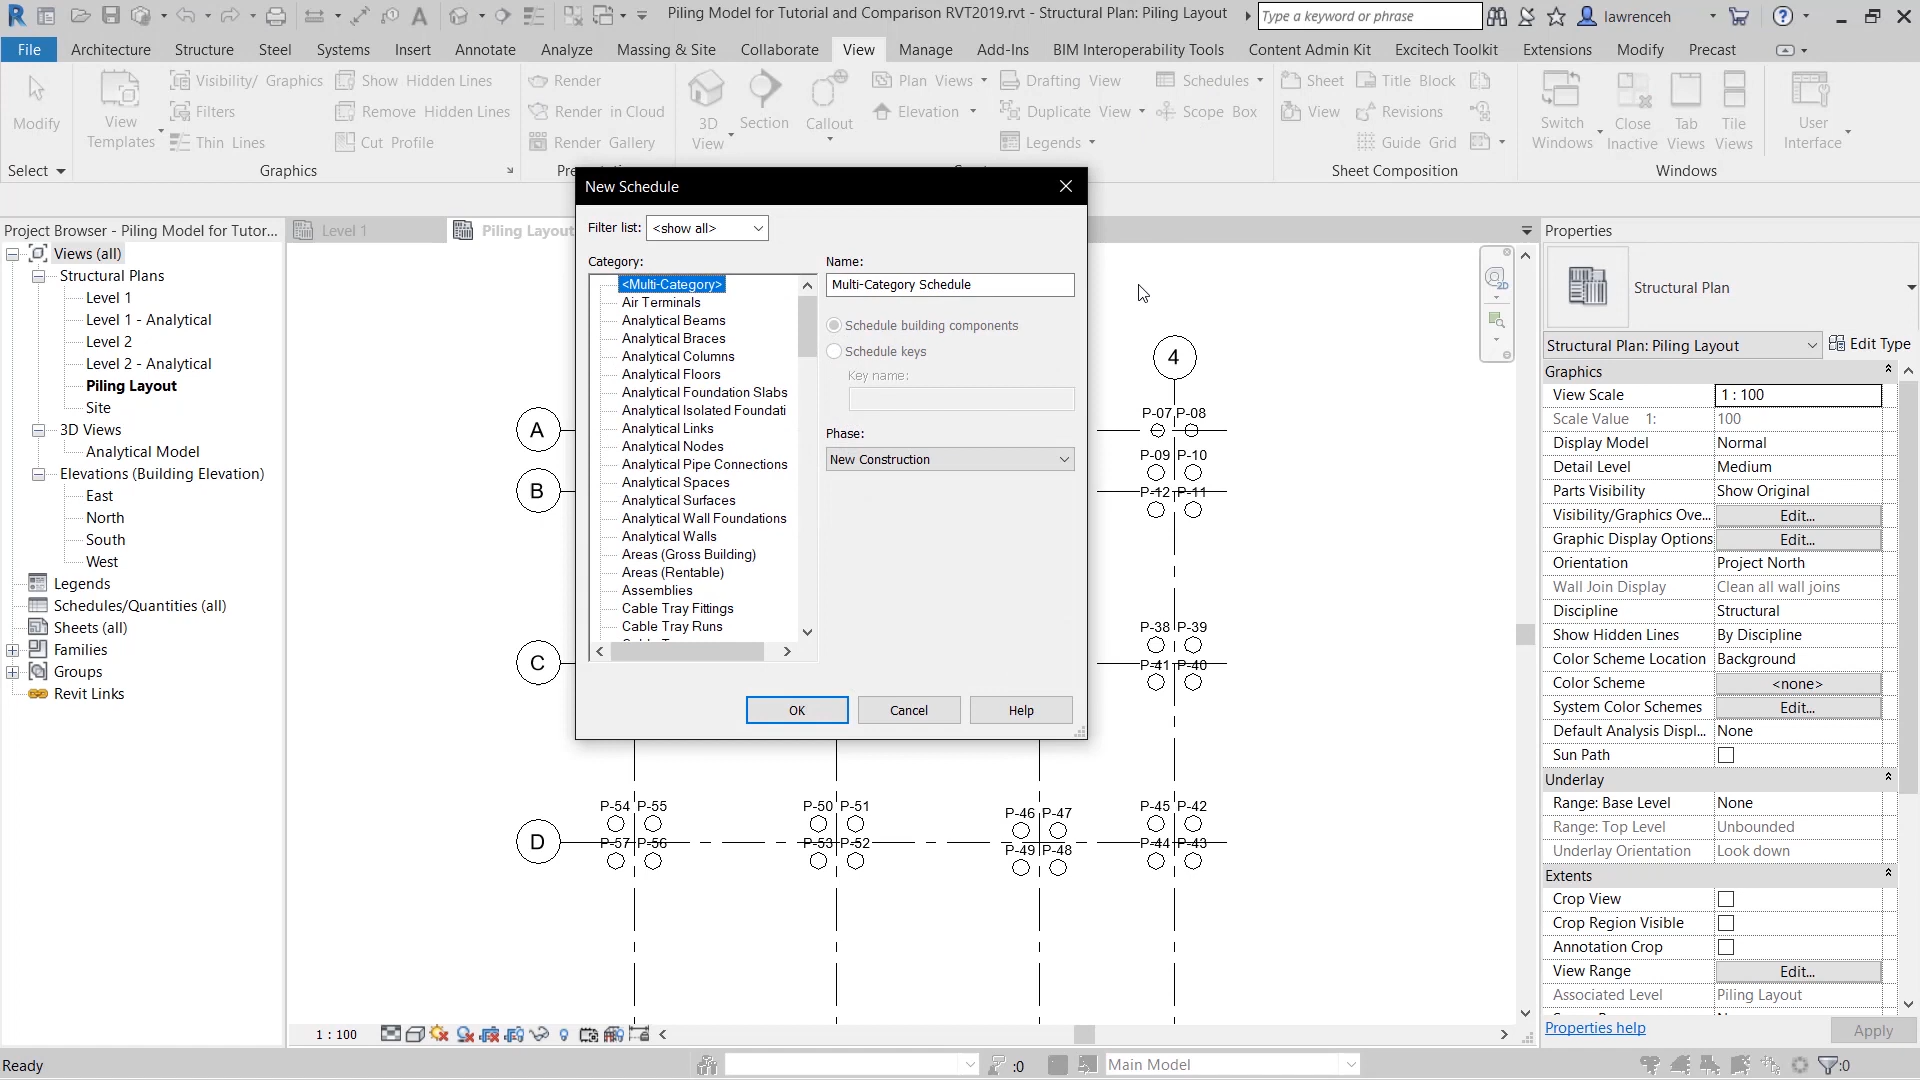 Piling Model for Tutorial and Comparison RVT2019.rvt - Structural Plan: Piling Layout
Type a keyword or phrase
lawrenceh
File Architecture Structure Steel Systems Insert Annotate Analyze Massing & Site Collaborate View Manage Add-Ins BIM Interoperability Tools Content Admin Kit Excitech Toolkit Extensions Modify Precast
Modify
View
Templates
Visibility/ Graphics
Filters
Thin Lines
Show Hidden Lines
Remove Hidden Lines
Cut Profile
Render
Render in Cloud
Render Gallery
3D
View
Section
Callout
Plan Views
Elevation
Drafting View
Duplicate View
Legends
Schedules
Scope Box
Sheet
View
Title Block
Revisions
Guide Grid
Switch
Windows
Close
Inactive
Tab
Views
Tile
Views
User
Interface
Select
Graphics
Sheet Composition
Windows
Project Browser - Piling Model for Tutor...
Views (all)
Structural Plans
Level 1
Level 1 - Analytical
Level 2
Level 2 - Analytical
Piling Layout
Site
3D Views
Analytical Model
Elevations (Building Elevation)
East
North
South
West
Legends
Schedules/Quantities (all)
Sheets (all)
Families
Groups
Revit Links
Level 1
Piling Layout
New Schedule
Filter list: <show all>
Category:
<Multi-Category>
Air Terminals
Analytical Beams
Analytical Braces
Analytical Columns
Analytical Floors
Analytical Foundation Slabs
Analytical Isolated Foundati
Analytical Links
Analytical Nodes
Analytical Pipe Connections
Analytical Spaces
Analytical Surfaces
Analytical Wall Foundations
Analytical Walls
Areas (Gross Building)
Areas (Rentable)
Assemblies
Cable Tray Fittings
Cable Tray Runs
Name:
Multi-Category Schedule
Schedule building components
Schedule keys
Key name:
Phase:
New Construction
OK Cancel Help
4
A
B
C
D
P-07 P-08
P-09 P-10
P-12 P-11
P-38 P-39
P-41 P-40
P-54 P-55
P-57 P-56
P-50 P-51
P-53 P-52
P-46 P-47
P-49 P-48
P-45 P-42
P-44 P-43
2D
Properties
Structural Plan
Structural Plan: Piling Layout
Edit Type
Graphics
View Scale 1 : 100
Scale Value 1: 100
Display Model Normal
Detail Level Medium
Parts Visibility Show Original
Visibility/Graphics Ove... Edit...
Graphic Display Options Edit...
Orientation Project North
Wall Join Display Clean all wall joins
Discipline Structural
Show Hidden Lines By Discipline
Color Scheme Location Background
Color Scheme <none>
System Color Schemes Edit...
Default Analysis Displ... None
Sun Path
Underlay
Range: Base Level None
Range: Top Level Unbounded
Underlay Orientation Look down
Extents
Crop View
Crop Region Visible
Annotation Crop
View Range Edit...
Associated Level Piling Layout
Properties help
Apply
1 : 100
Ready
:0
Main Model
:0